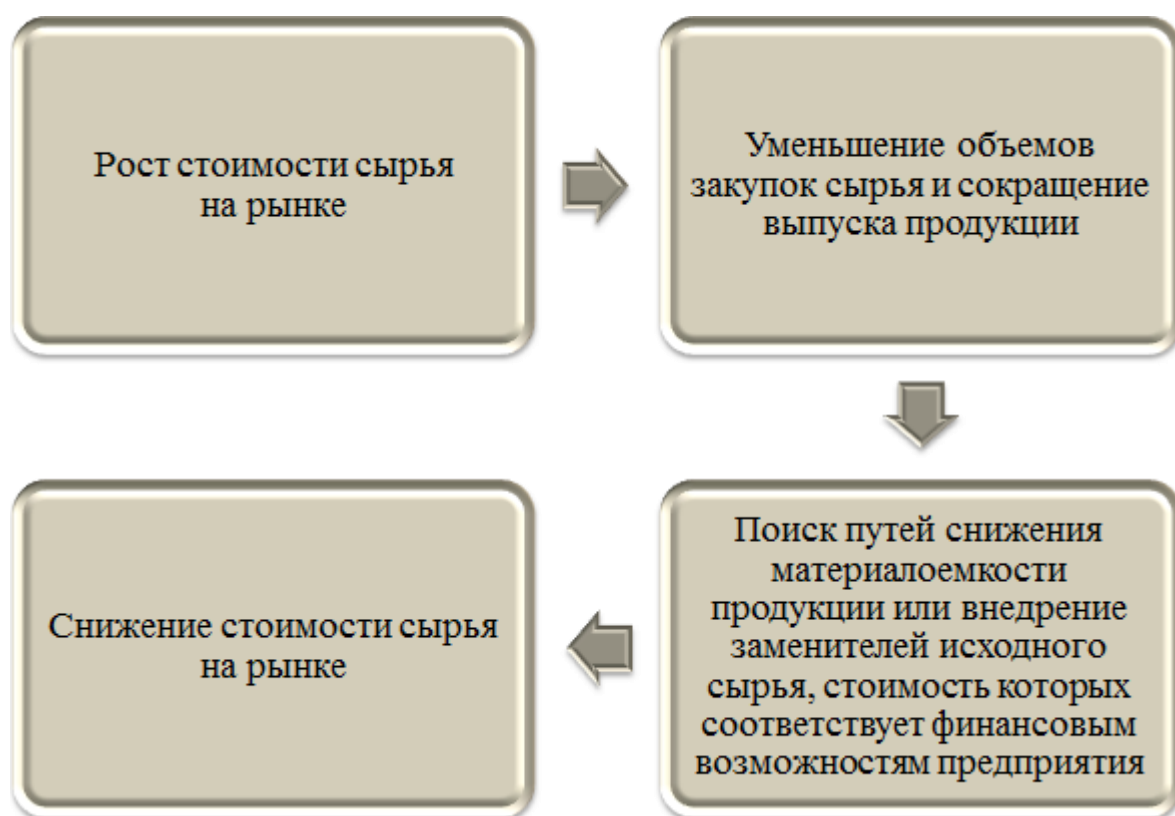 Рост стоимости сырья
на рынке
Уменьшение объемов
закупок сырья и сокращение
выпуска продукции
Поиск путей снижения
материалоемкости
продукции или внедрение
заменителей исходного
сырья, стоимость которых
соответствует финансовым
возможностям предприятия
Снижение стоимости сырья
на рынке